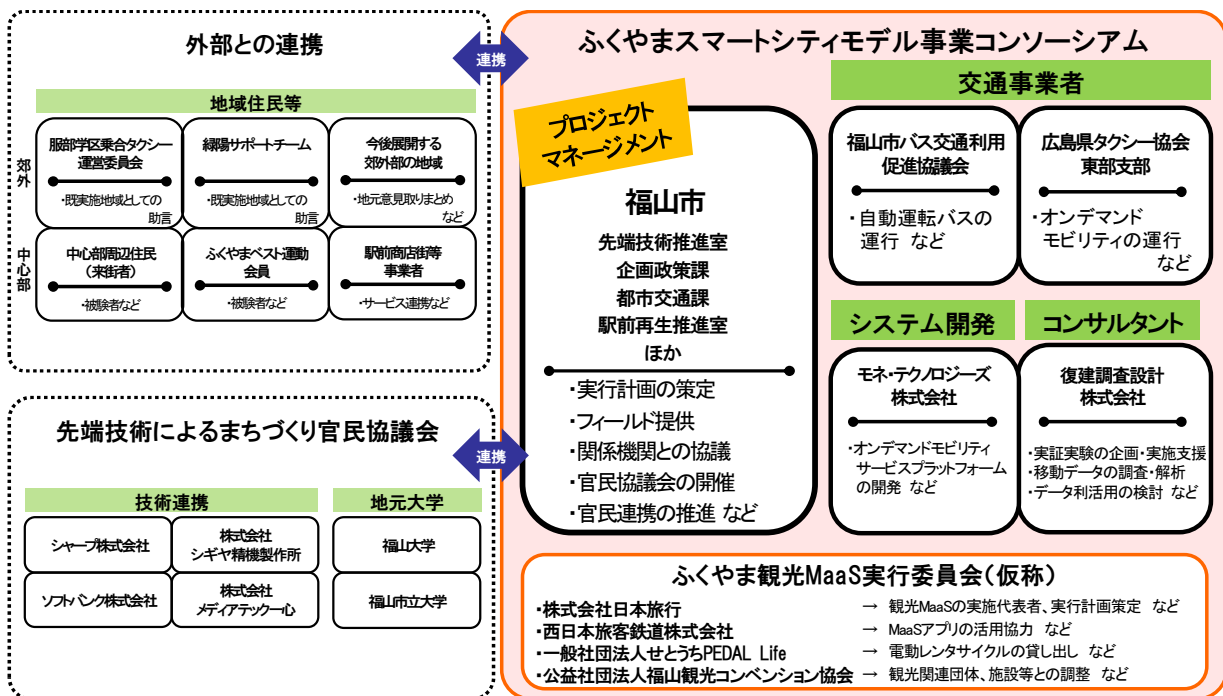 外部との連携
地域住民等
郊外
服部学区乗合タクシー
運営委員会
・既実施地域としての
助言
緑陽サポートチーム
・既実施地域としての
助言
今後展開する
郊外部の地域
・地元意見取りまとめ
など
中心部
中心部周辺住民
（来街者）
・被験者など
ふくやまベスト運動
会員
・被験者など
駅前商店街等
事業者
・サービス連携など
連携
先端技術によるまちづくり官民協議会
技術連携
シャープ株式会社
株式会社
シギヤ精機製作所
ソフトバンク株式会社
株式会社
メディアテック一心
地元大学
福山大学
福山市立大学
連携
ふくやまスマートシティモデル事業コンソーシアム
プロジェクト
マネージメント
福山市
先端技術推進室
企画政策課
都市交通課
駅前再生推進室
ほか
・実行計画の策定
・フィールド提供
・関係機関との協議
・官民協議会の開催
・官民連携の推進 など
交通事業者
福山市バス交通利用
促進協議会
・自動運転バスの
運行 など
広島県タクシー協会
東部支部
・オンデマンド
モビリティの運行
など
システム開発
モネ・テクノロジーズ
株式会社
・オンデマンドモビリティ
サービスプラットフォーム
の開発 など
コンサルタント
復建調査設計
株式会社
・実証実験の企画・実施支援
・移動データの調査・解析
・データ利活用の検討 など
ふくやま観光MaaS実行委員会（仮称）
・株式会社日本旅行 → 観光MaaSの実施代表者、実行計画策定 など
・西日本旅客鉄道株式会社 → MaaSアプリの活用協力 など
・一般社団法人せとうちPEDAL Life → 電動レンタサイクルの貸し出し など
・公益社団法人福山観光コンベンション協会 → 観光関連団体、施設等との調整 など